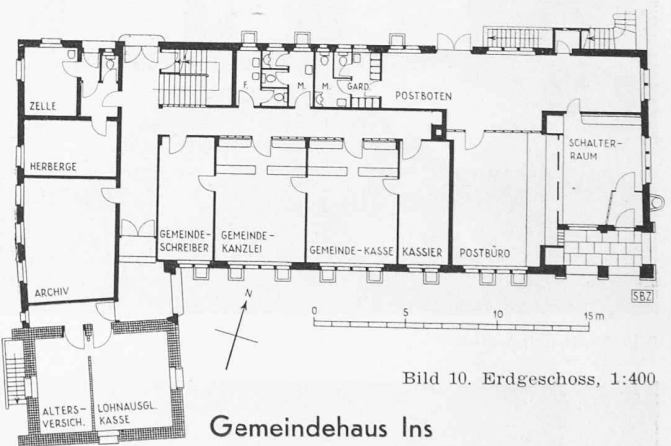 ZELLE
F.
M.
M.
GARD.
POSTBOTEN
HERBERGE
SCHALTER-
RAUM
GEMEINDE-
SCHREIBER
GEMEINDE-
KANZLEI
GEMEINDE-KASSE
KASSIER
POSTBÜRO
ARCHIV
SBZ
N
0 5 10 15 m
ALTERS-
VERSICH.
LOHNAUSGL.
KASSE
Bild 10. Erdgeschoss, 1:400
Gemeindehaus Ins